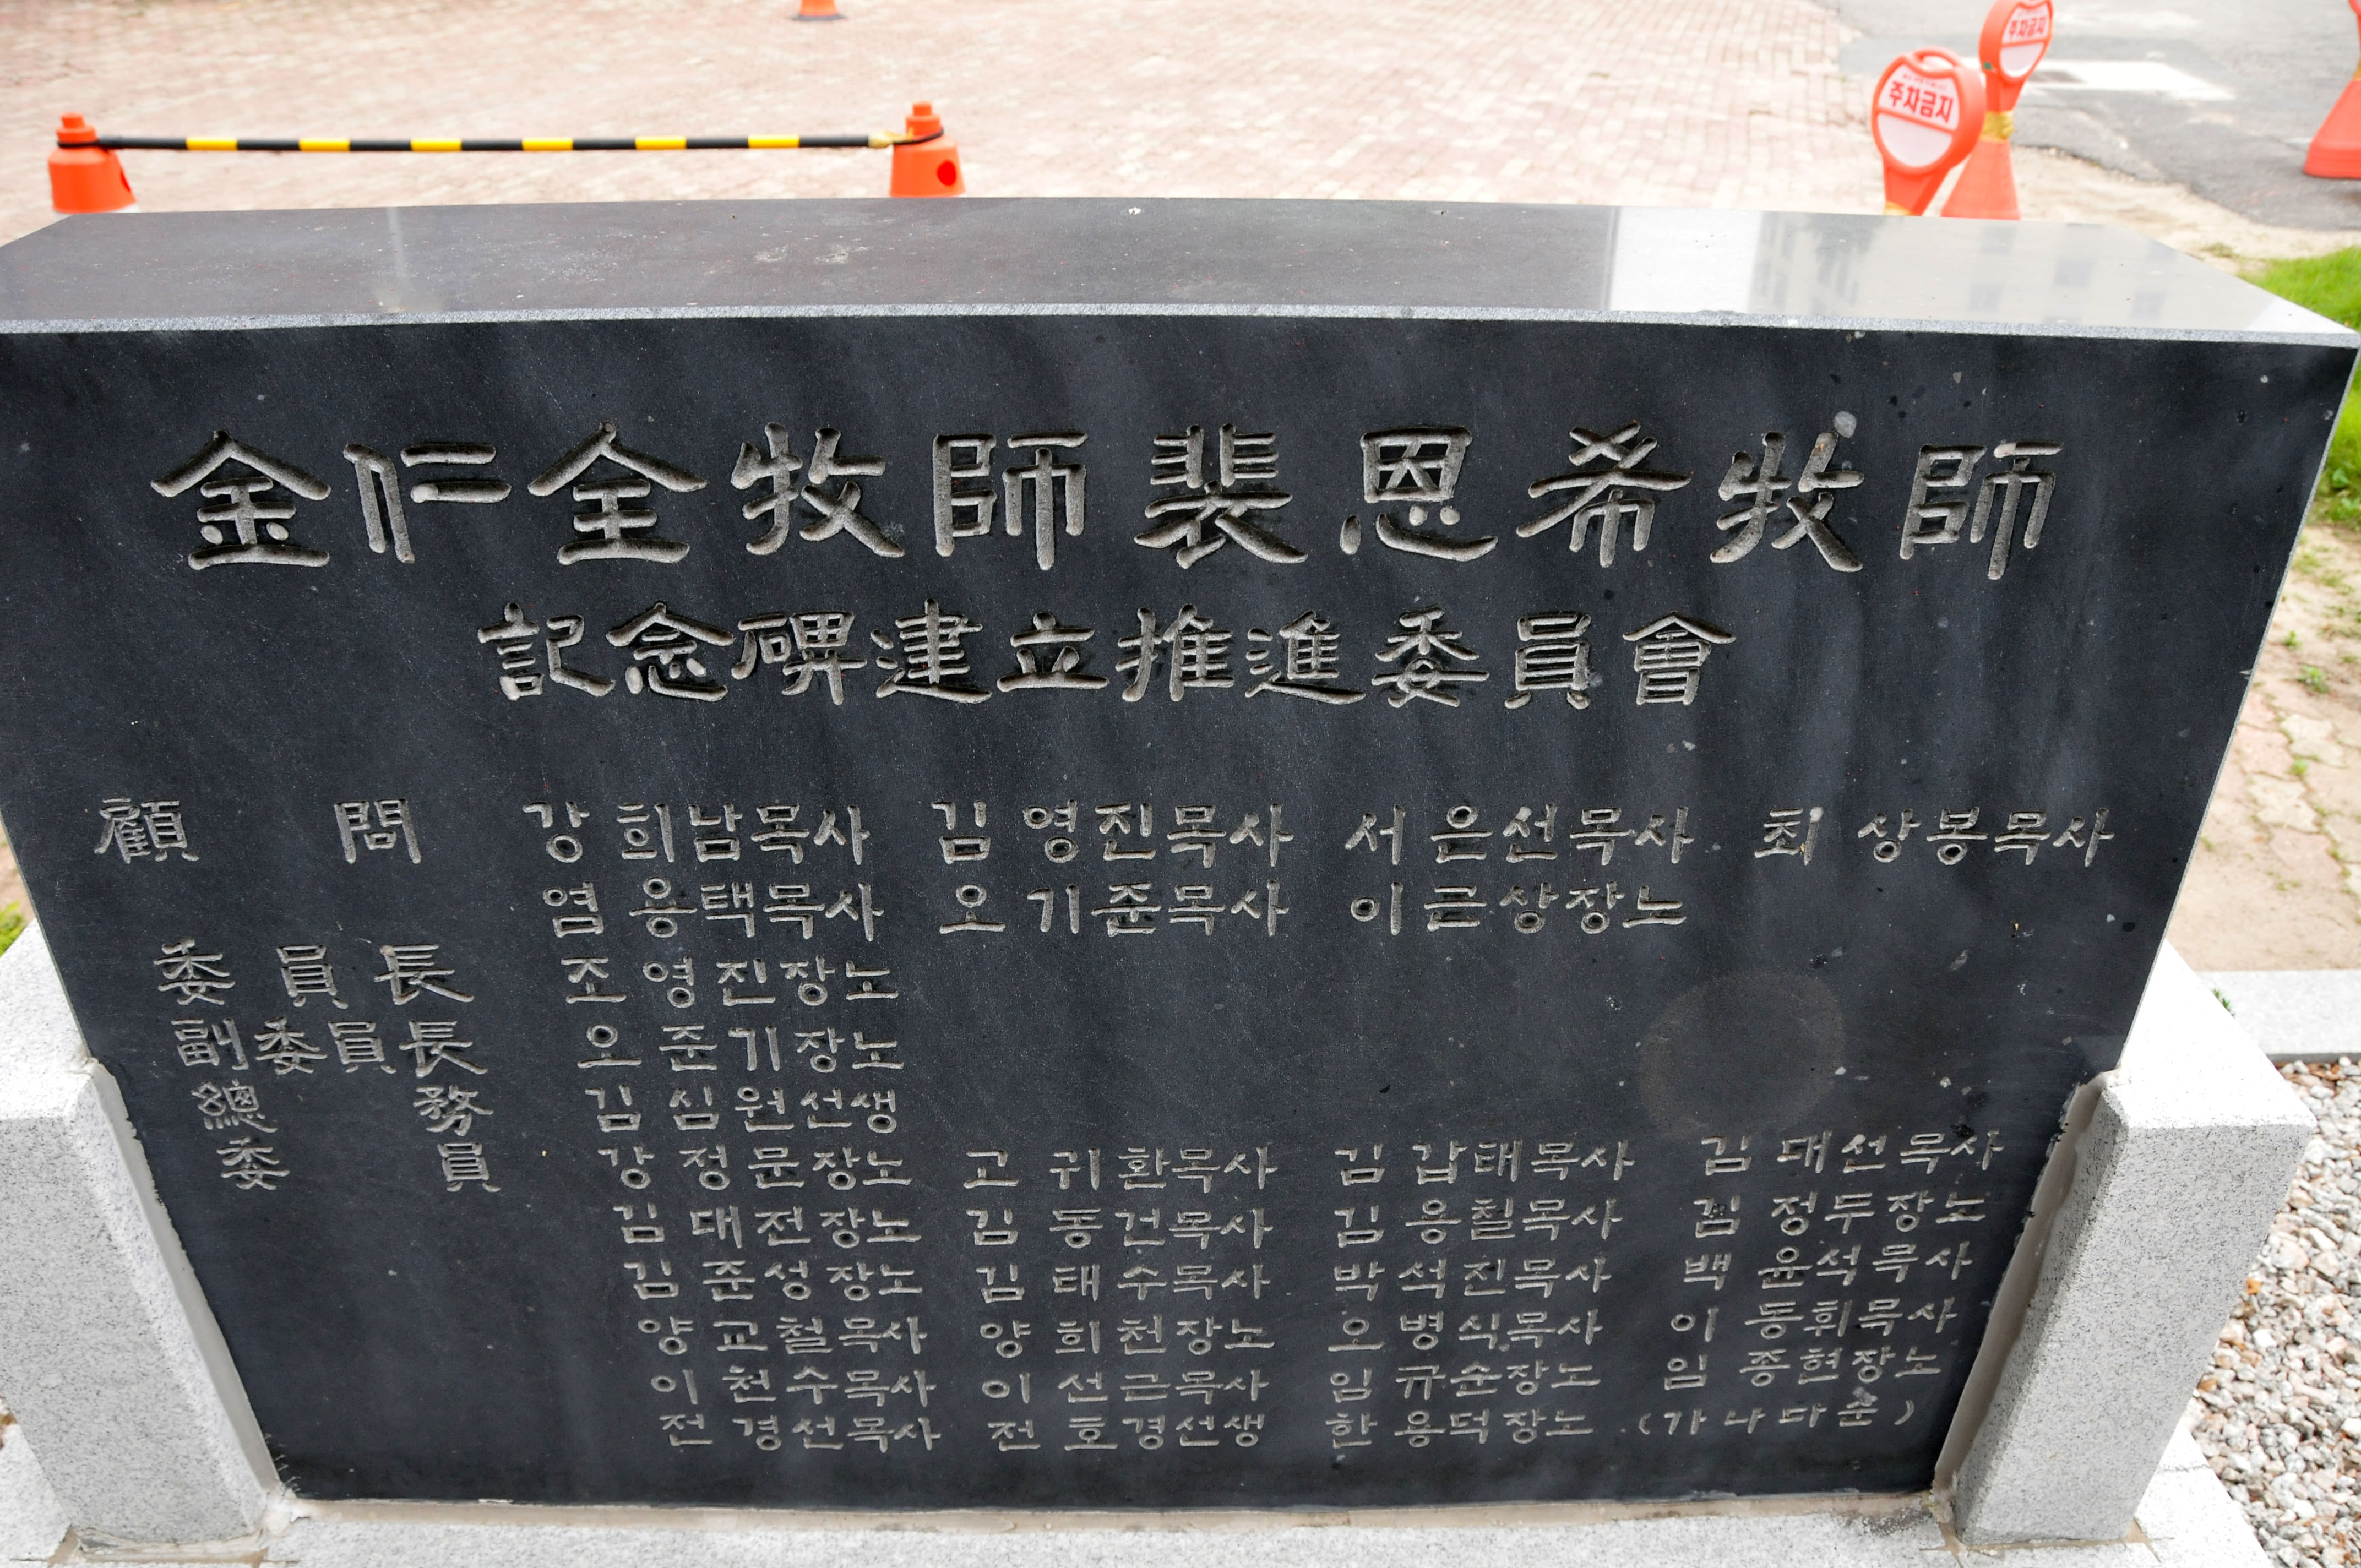 주차금지
주차금지
金仁全牧師裵恩希牧師
記念碑建立推進委員會
顧 問 강 희남목사 김 영진목사 서 은선목사 최 상봉목사
염 용택목사 오 기준목사 이 근상장노
委員長 조 영진장노
副委員長 오 준기장노
總 務 김 심원선생
委 員 강 정문장노 고 귀환목사 김 갑태목사 김 대선목사
김 대전장노 김 동건목사 김 용칠목사 김 정두장노
김 준성장노 김 태수목사 박 석진목사 백 윤석목사
양 교철목사 양 희천장노 오 병식목사 이 동휘목사
이 천수목사 이 선근목사 임 규순장노 임 종현장노
전 경선목사 전 호경선생 한 용덕장노 (가나다순)